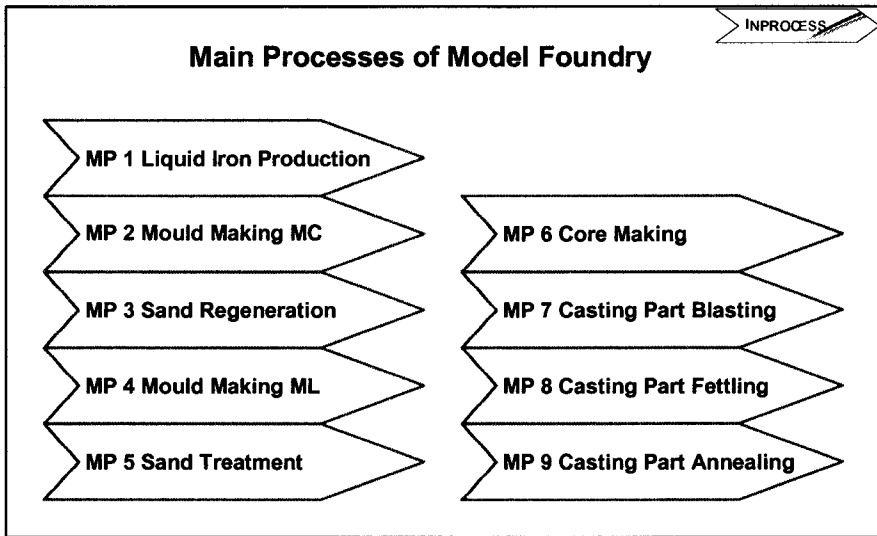 INPROCESS
Main Processes of Model Foundry
MP 1 Liquid Iron Production
MP 2 Mould Making MC
MP 3 Sand Regeneration
MP 4 Mould Making ML
MP 5 Sand Treatment
MP 6 Core Making
MP 7 Casting Part Blasting
MP 8 Casting Part Fettling
MP 9 Casting Part Annealing